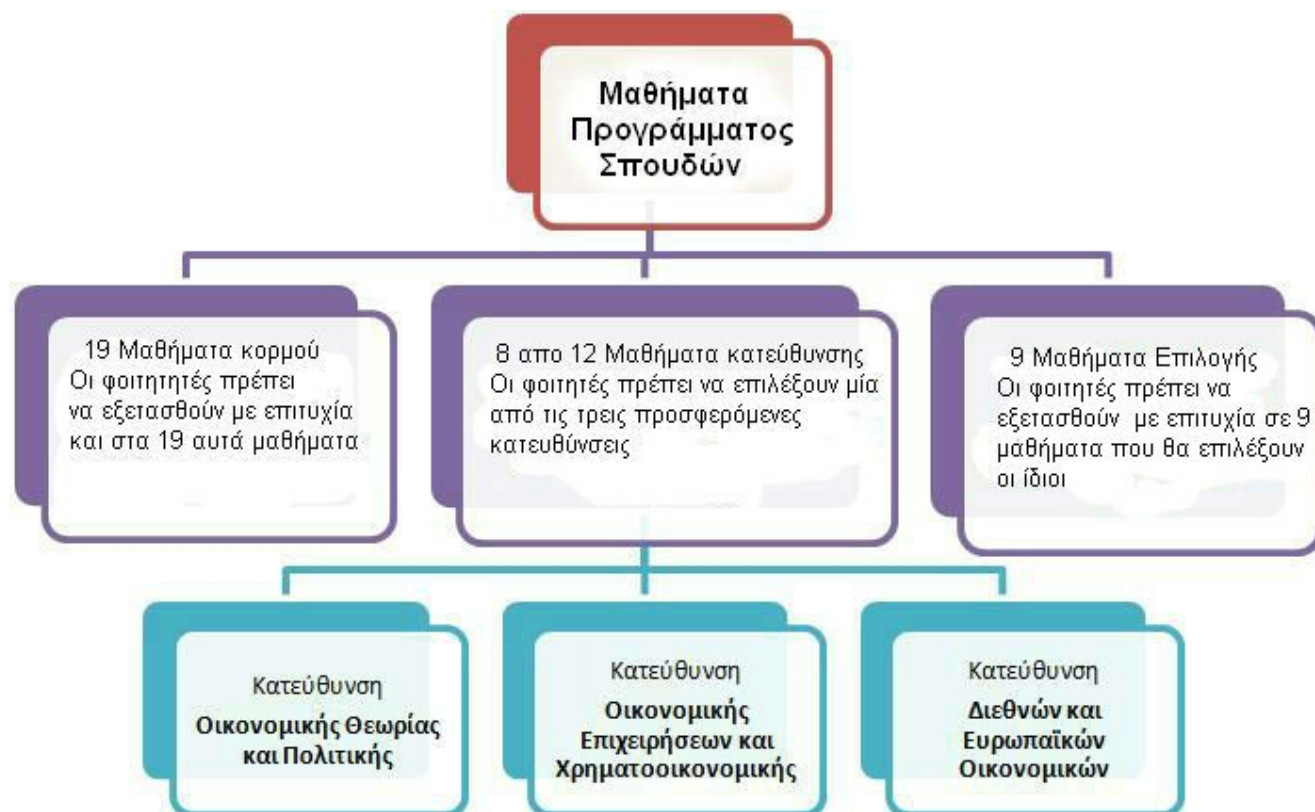 Μαθήματα
Προγράμματος
Σπουδών
19 Μαθήματα κορμού
Οι φοιτητητές πρέπει
να εξετασθούν με επιτυχία
και στα 19 αυτά μαθήματα
8 απο 12 Μαθήματα κατεύθυνσης
Οι φοιτητές πρέπει να επιλέξουν μία
από τις τρεις προσφερόμενες
κατευθύνσεις
9 Μαθήματα Επιλογής
Οι φοιτητές πρέπει να
εξετασθούν με επιτυχία σε 9
μάθήματα που θα επιλέξουν
οι ίδιοι
Κατεύθυνση
Οικονομικής Θεωρίας
και Πολιτικής
Κατεύθυνση
Οικονομικής
Επιχειρήσεων και
Χρηματοοικονομικής
Κατεύθυνση
Διεθνών και
Ευρωπαϊκών
Οικονομικών